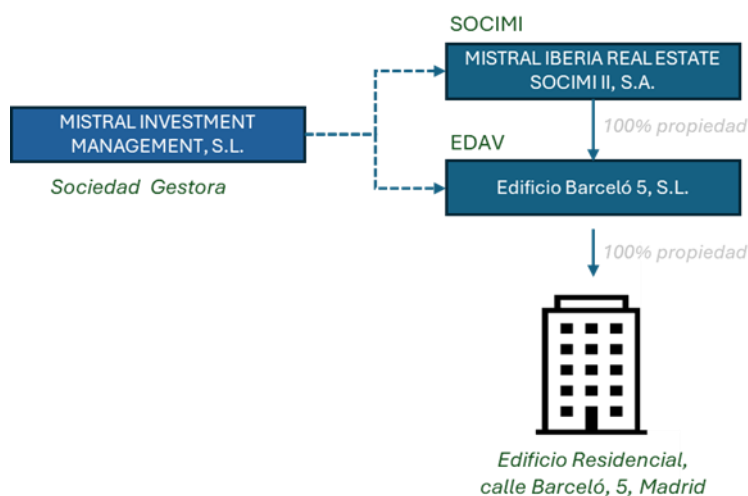 SOCIMI
MISTRAL IBERIA REAL ESTATE
SOCIMI II, S.A.
MISTRAL INVESTMENT
MANAGEMENT, S.L.
Sociedad Gestora
100% propiedad
EDAV
Edificio Barceló 5, S.L.
100% propiedad
Edificio Residencial,
calle Barceló, 5, Madrid